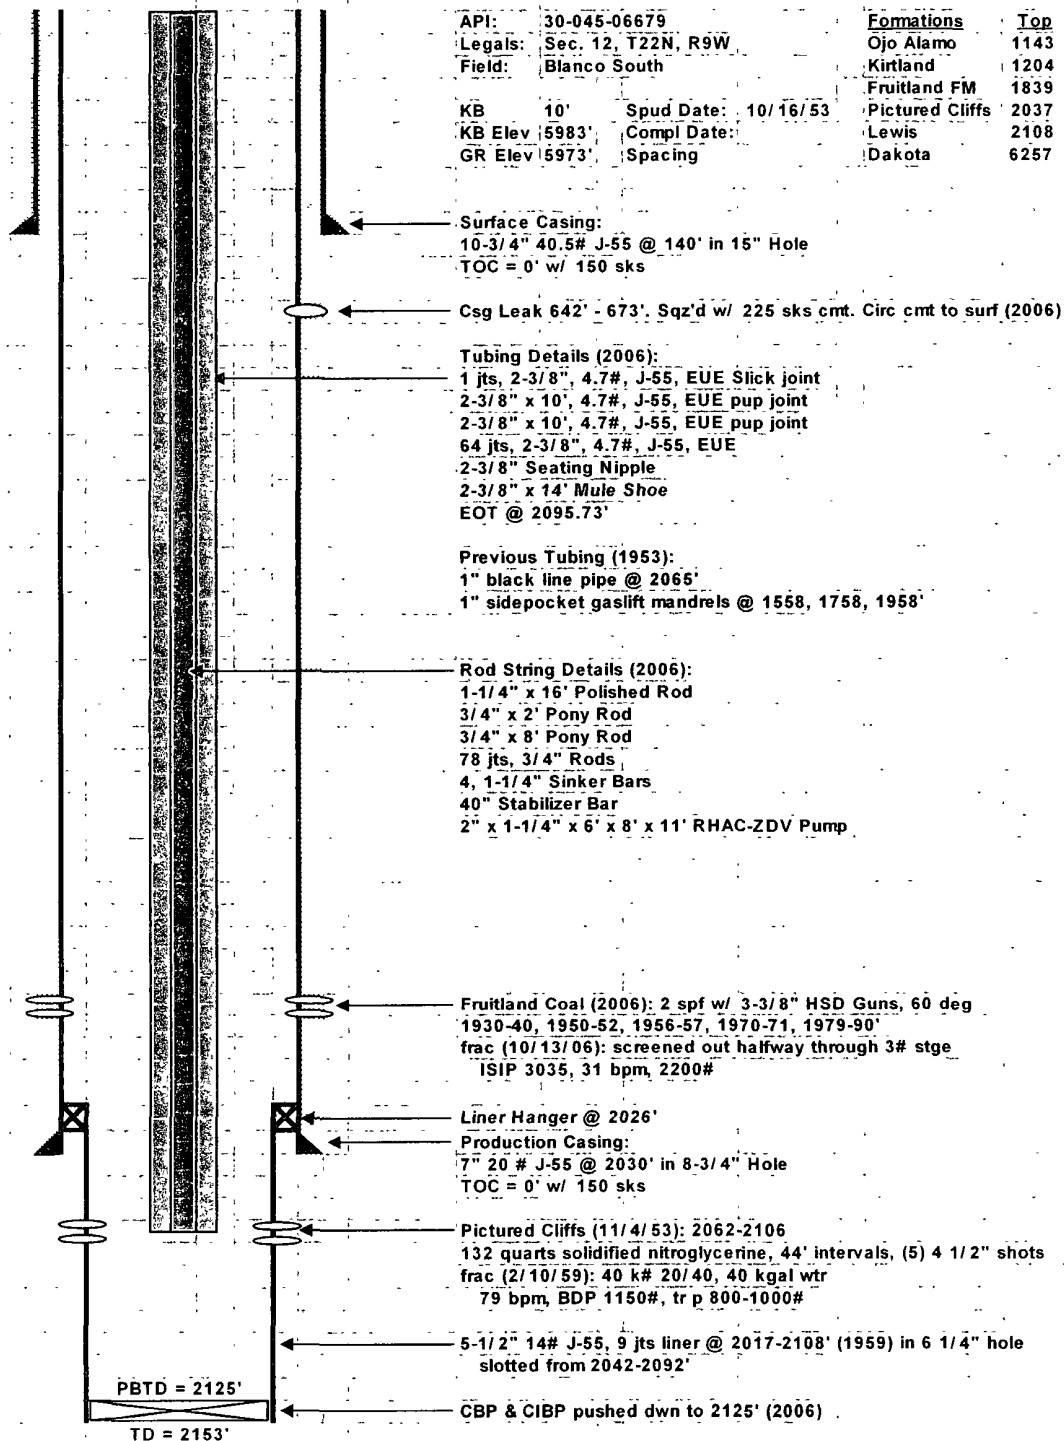 API: 30-045-06679
Legals: Sec. 12, T22N, R9W
Field: Blanco South
KB 10' Spud Date: 10/16/53
KB Elev 5983' Compl Date:
GR Elev 5973' Spacing
Formations Top
Ojo Alamo 1143
Kirtland 1204
Fruitland FM 1839
Pictured Cliffs 2037
Lewis 2108
Dakota 6257
Surface Casing:
10-3/4" 40.5# J-55 @ 140' in 15" Hole
TOC = 0' w/ 150 sks
Csg Leak 642' - 673'. Sqz'd w/ 225 sks cmt. Circ cmt to surf (2006)
Tubing Details (2006):
1 jts, 2-3/8", 4.7#, J-55, EUE Slick joint
2-3/8" x 10', 4.7#, J-55, EUE pup joint
2-3/8" x 10', 4.7#, J-55, EUE pup joint
64 jts, 2-3/8", 4.7#, J-55, EUE
2-3/8" Seating Nipple
2-3/8" x 14' Mule Shoe
EOT @ 2095.73'
Previous Tubing (1953):
1" black line pipe @ 2065'
1" sidepocket gaslift mandrels @ 1558, 1758, 1958'
Rod String Details (2006):
1-1/4" x 16' Polished Rod
3/4" x 2' Pony Rod
3/4" x 8' Pony Rod
78 jts, 3/4" Rods
4, 1-1/4" Sinker Bars
40" Stabilizer Bar
2" x 1-1/4" x 6' x 8' x 11' RHAC-ZDV Pump
Fruitland Coal (2006): 2 spf w/ 3-3/8" HSD Guns, 60 deg
1930-40, 1950-52, 1956-57, 1970-71, 1979-90'
frac (10/13/06): screened out halfway through 3# stge
ISIP 3035, 31 bpm, 2200#
Liner Hanger @ 2026'
Production Casing:
7" 20 # J-55 @ 2030' in 8-3/4" Hole
TOC = 0' w/ 150 sks
Pictured Cliffs (11/4/53): 2062-2106
132 quarts solidified nitroglycerine, 44' intervals, (5) 4 1/2" shots
frac (2/10/59): 40 k# 20/40, 40 kgal wtr
79 bpm, BDP 1150#, tr p 800-1000#
5-1/2" 14# J-55, 9 jts liner @ 2017-2108' (1959) in 6 1/4" hole
slotted from 2042-2092'
PBTD = 2125'
CBP & CIBP pushed dwn to 2125' (2006)
TD = 2153'